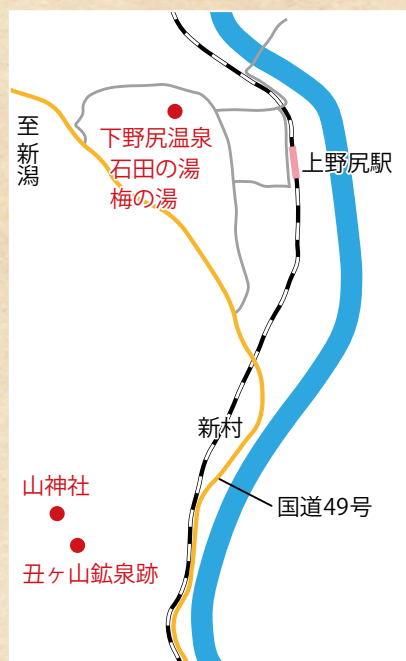 至 新潟
下野尻温泉
石田の湯
梅の湯
上野尻駅
新村
国道49号
山神社
丑ヶ山鉱泉跡